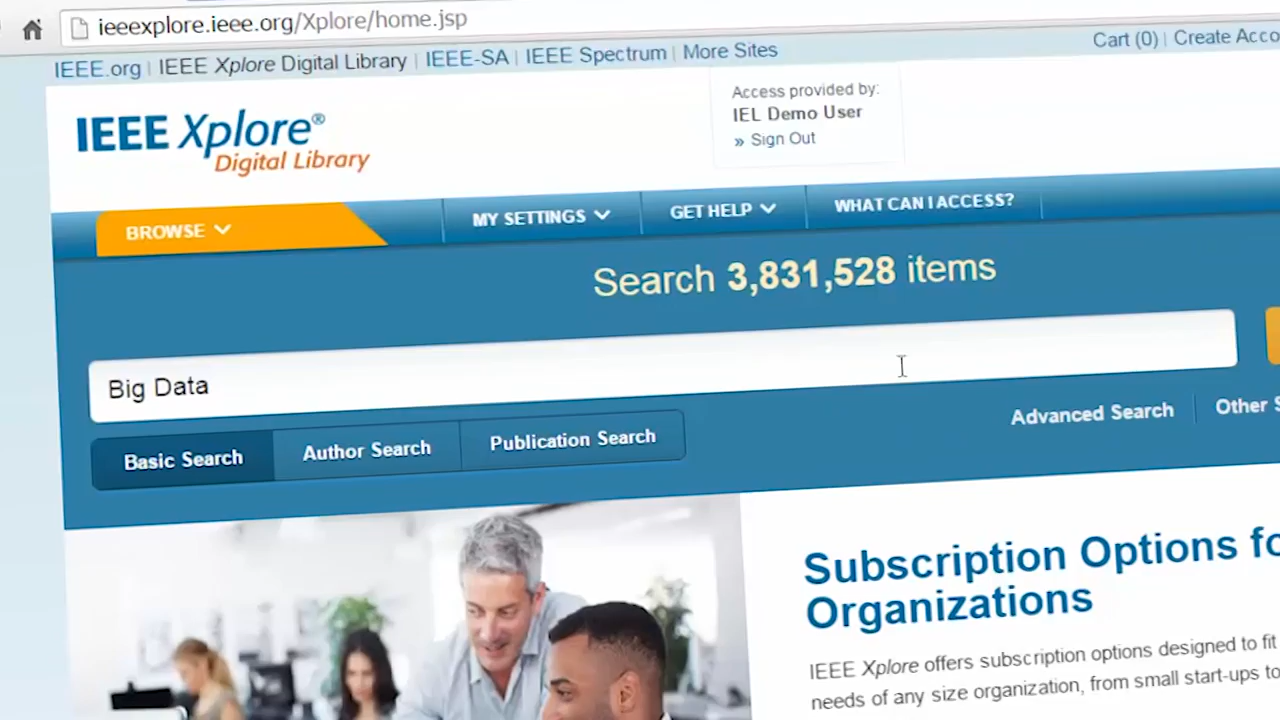 ieeexplore.ieee.org/Xplore/home.jsp
IEEE.org | IEEE Xplore Digital Library | IEEE-SA | IEEE Spectrum | More Sites
Cart (0) | Create
Access provided by:
IEL Demo User
» Sign Out
IEEE Xplore®
Digital Library
BROWSE
MY SETTINGS
GET HELP
WHAT CAN I ACCESS?
Search 3,831,528 items
Big Data
Basic Search
Author Search
Publication Search
Advanced Search
Other
Subscription Options
Organizations
IEEE Xplore offers subscription options designed to fit
needs of any size organization, from small start-ups to